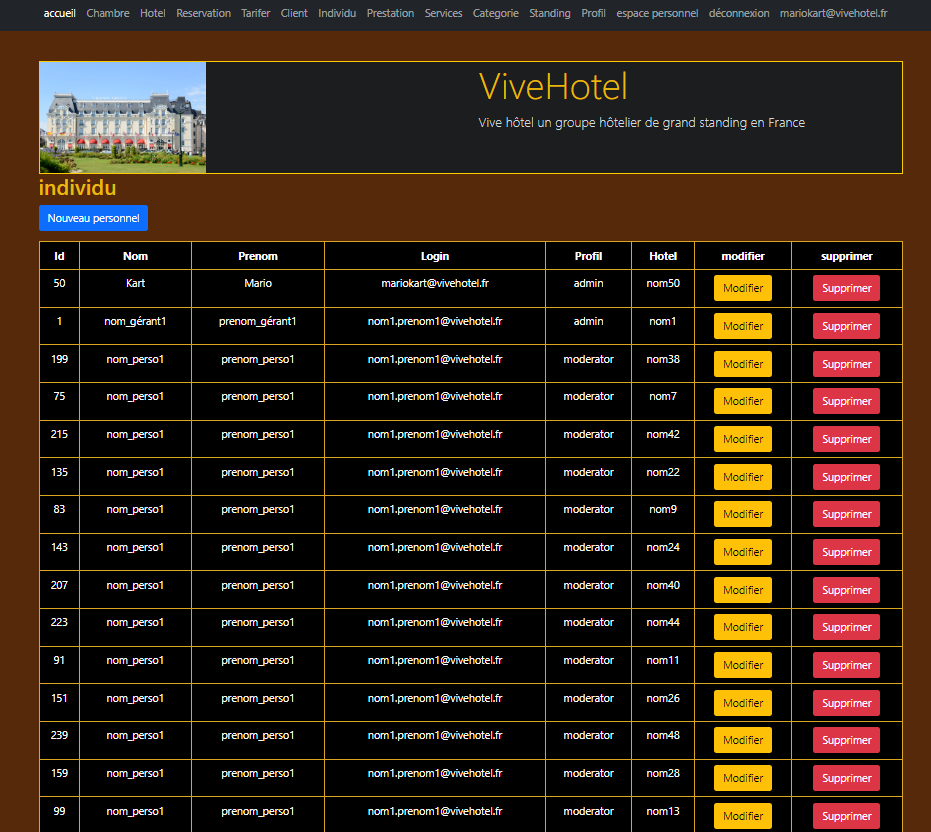 accueil Chambre Hotel Reservation Tarifer Client Individu Prestation Services Categorie Standing Profil espace personnel déconnexion mariokart@vivehotel.fr
ViveHotel
Vive hôtel un groupe hôtelier de grand standing en France
individu
Nouveau personnel
Id Nom Prenom Login Profil Hotel modifier supprimer
50 Kart Mario mariokart@vivehotel.fr admin nom50 Modifier Supprimer
1 nom_gérant1 prenom_gérant1 nom1.prenom1@vivehotel.fr admin nom1 Modifier Supprimer
199 nom_perso1 prenom_perso1 nom1.prenom1@vivehotel.fr moderator nom38 Modifier Supprimer
75 nom_perso1 prenom_perso1 nom1.prenom1@vivehotel.fr moderator nom7 Modifier Supprimer
215 nom_perso1 prenom_perso1 nom1.prenom1@vivehotel.fr moderator nom42 Modifier Supprimer
135 nom_perso1 prenom_perso1 nom1.prenom1@vivehotel.fr moderator nom22 Modifier Supprimer
83 nom_perso1 prenom_perso1 nom1.prenom1@vivehotel.fr moderator nom9 Modifier Supprimer
143 nom_perso1 prenom_perso1 nom1.prenom1@vivehotel.fr moderator nom24 Modifier Supprimer
207 nom_perso1 prenom_perso1 nom1.prenom1@vivehotel.fr moderator nom40 Modifier Supprimer
223 nom_perso1 prenom_perso1 nom1.prenom1@vivehotel.fr moderator nom44 Modifier Supprimer
91 nom_perso1 prenom_perso1 nom1.prenom1@vivehotel.fr moderator nom11 Modifier Supprimer
151 nom_perso1 prenom_perso1 nom1.prenom1@vivehotel.fr moderator nom26 Modifier Supprimer
239 nom_perso1 prenom_perso1 nom1.prenom1@vivehotel.fr moderator nom48 Modifier Supprimer
159 nom_perso1 prenom_perso1 nom1.prenom1@vivehotel.fr moderator nom28 Modifier Supprimer
99 nom_perso1 prenom_perso1 nom1.prenom1@vivehotel.fr moderator nom13 Modifier Supprimer